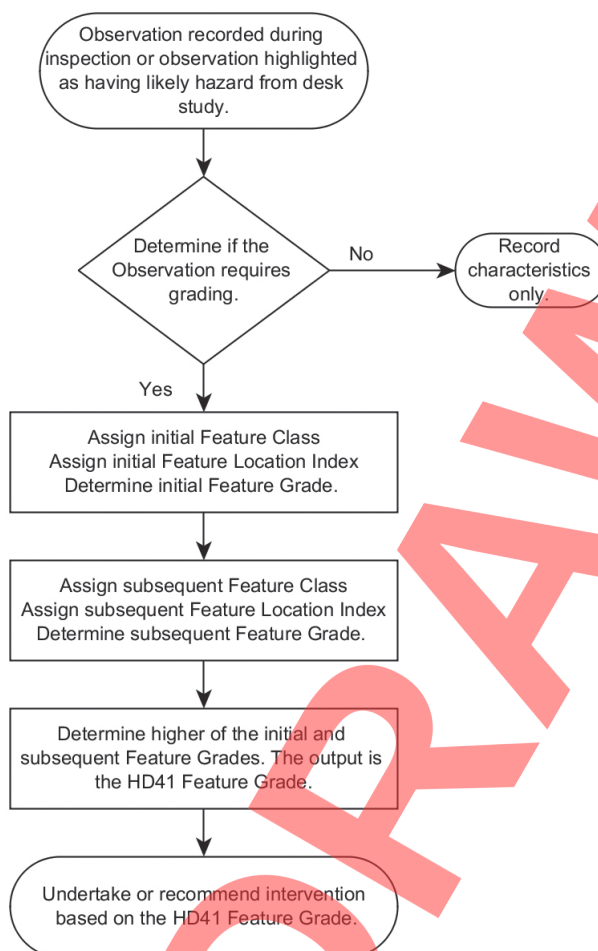 Observation recorded during
inspection or observation highlighted
as having likely hazard from desk
study.
Determine if the
Observation requires
grading.
No
Record
characteristics
only.
Yes
Assign initial Feature Class
Assign initial Feature Location Index
Determine initial Feature Grade.
Assign subsequent Feature Class
Assign subsequent Feature Location Index
Determine subsequent Feature Grade.
Determine higher of the initial and
subsequent Feature Grades. The output is
the HD41 Feature Grade.
Undertake or recommend intervention
based on the HD41 Feature Grade.